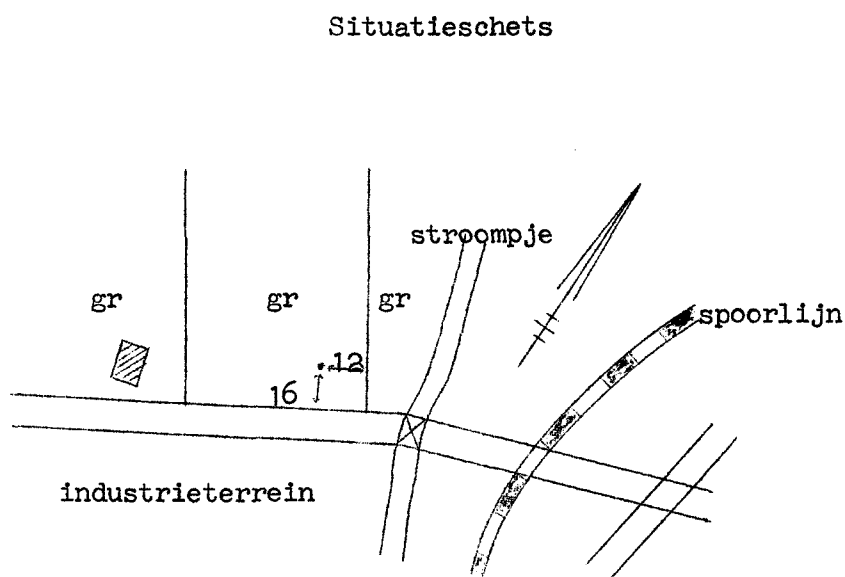 Situatieschets
stroompje
gr gr gr
spoorlijn
12
16
industrieterrein